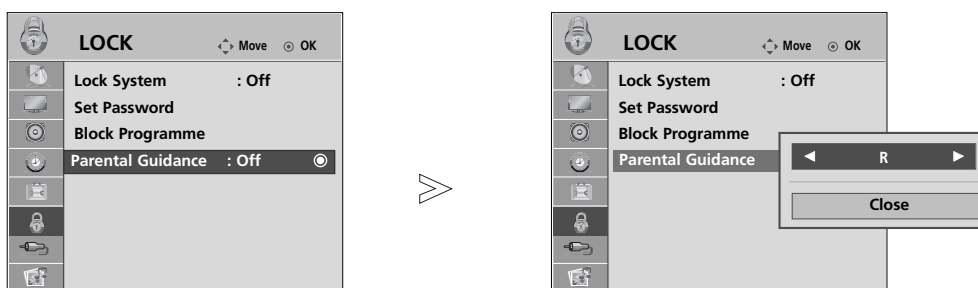 LOCK Move OK
Lock System : Off
Set Password
Block Programme
Parental Guidance : Off
LOCK Move OK
Lock System : Off
Set Password
Block Programme
Parental Guidance
R
Close